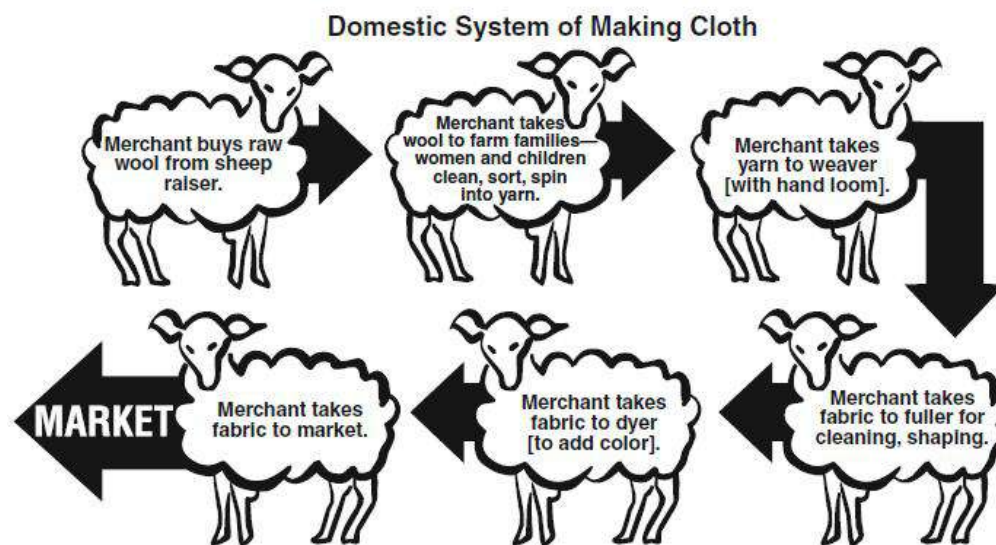 Domestic System of Making Cloth
Merchant buys raw
wool from sheep
raiser.
Merchant takes
wool to farm families—
women and children
clean, sort, spin
into yarn.
Merchant takes
yarn to weaver
[with hand loom].
Merchant takes
fabric to fuller for
cleaning, shaping.
Merchant takes
fabric to dyer
[to add color].
Merchant takes
fabric to market.
MARKET